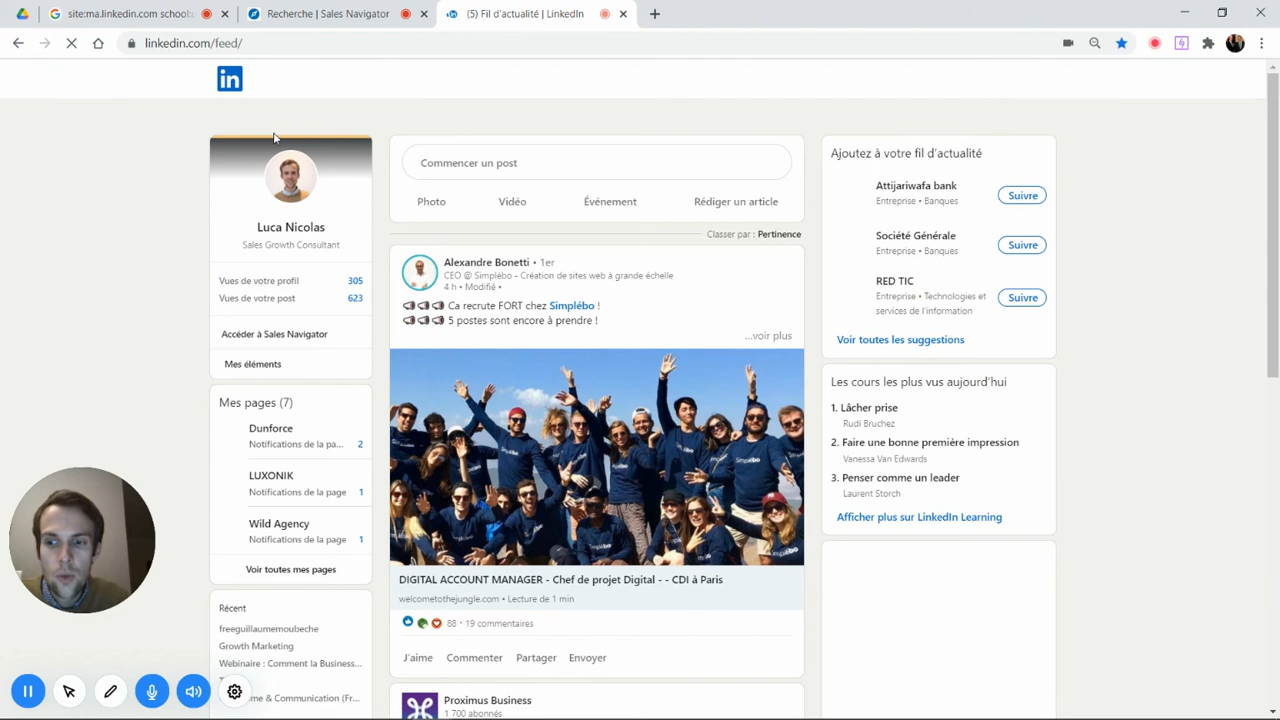 site:ma.linkedin.com schoo
Recherche | Sales Navigator
(5) Fil d'actualité | LinkedIn
linkedin.com/feed/
in
Luca Nicolas
Sales Growth Consultant
Vues de votre profil 305
Vues de votre post 623
Accéder à Sales Navigator
Mes éléments
Mes pages (7)
Dunforce
Notifications de la pa... 2
LUXONIK
Notifications de la page 1
Wild Agency
Notifications de la page 1
Voir toutes mes pages
Récent
freeguillaumemoubeche
Growth Marketing
Webinaire : Comment la Business...
me & Communication (Fr...
Commencer un post
Photo Vidéo Événement Rédiger un article
Classer par : Pertinence
Alexandre Bonetti • 1er
CEO @ Simplébo - Création de sites web à grande échelle
4 h • Modifié •
📢📢📢 Ca recrute FORT chez Simplébo !
📢📢📢 5 postes sont encore à prendre !
...voir plus
DIGITAL ACCOUNT MANAGER - Chef de projet Digital - - CDI à Paris
welcometothejungle.com • Lecture de 1 min
88 · 19 commentaires
J'aime Commenter Partager Envoyer
Proximus Business
1 700 abonnés
Ajoutez à votre fil d'actualité
Attijariwafa bank
Entreprise • Banques
Suivre
Société Générale
Entreprise • Banques
Suivre
RED TIC
Entreprise • Technologies et
services de l'information
Suivre
Voir toutes les suggestions
Les cours les plus vus aujourd'hui
1. Lâcher prise
Rudi Bruchez
2. Faire une bonne première impression
Vanessa Van Edwards
3. Penser comme un leader
Laurent Storch
Afficher plus sur LinkedIn Learning